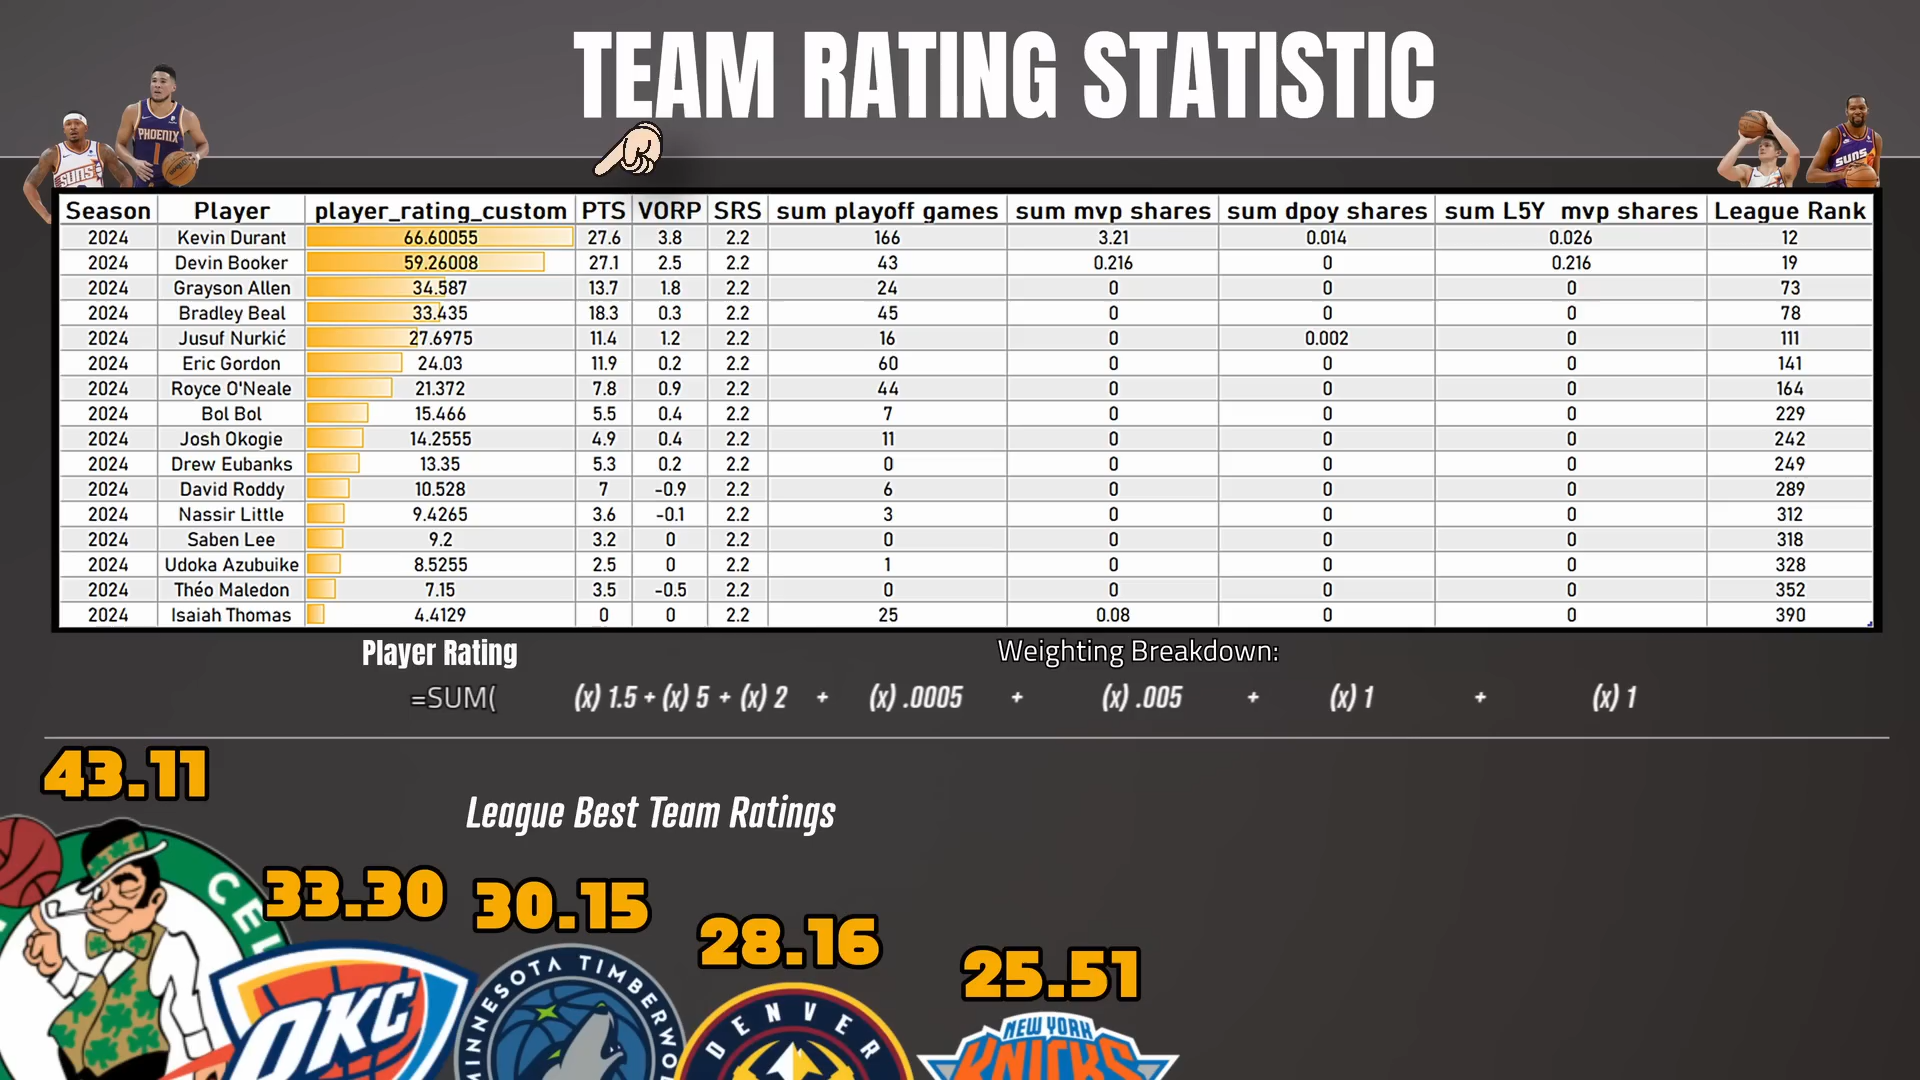 TEAM RATING STATISTIC
PHOENIX
1
SUNS
SUNS
Season Player player_rating_custom PTS VORP SRS sum playoff games sum mvp shares sum dpoy shares sum L5Y mvp shares League Rank
2024 Kevin Durant 66.60055 27.6 3.8 2.2 166 3.21 0.014 0.026 12
2024 Devin Booker 59.26008 27.1 2.5 2.2 43 0.216 0 0.216 19
2024 Grayson Allen 34.587 13.7 1.8 2.2 24 0 0 0 73
2024 Bradley Beal 33.435 18.3 0.3 2.2 45 0 0 0 78
2024 Jusuf Nurkić 27.6975 11.4 1.2 2.2 16 0 0.002 0 111
2024 Eric Gordon 24.03 11.9 0.2 2.2 60 0 0 0 141
2024 Royce O'Neale 21.372 7.8 0.9 2.2 44 0 0 0 164
2024 Bol Bol 15.466 5.5 0.4 2.2 7 0 0 0 229
2024 Josh Okogie 14.2555 4.9 0.4 2.2 11 0 0 0 242
2024 Drew Eubanks 13.35 5.3 0.2 2.2 0 0 0 0 249
2024 David Roddy 10.528 7 -0.9 2.2 6 0 0 0 289
2024 Nassir Little 9.4265 3.6 -0.1 2.2 3 0 0 0 312
2024 Saben Lee 9.2 3.2 0 2.2 0 0 0 0 318
2024 Udoka Azubuike 8.5255 2.5 0 2.2 1 0 0 0 328
2024 Théo Maledon 7.15 3.5 -0.5 2.2 0 0 0 0 352
2024 Isaiah Thomas 4.4129 0 0 2.2 25 0.08 0 0 390
Player Rating Weighting Breakdown:
=SUM( (x) 1.5 + (x) 5 + (x) 2 + (x) .0005 + (x) .005 + (x) 1 + (x) 1
43.11
League Best Team Ratings
33.30 30.15 28.16 25.51
OKC
MINNESOTA TIMBERWO
DENVER
NEW YORK
KNICKS